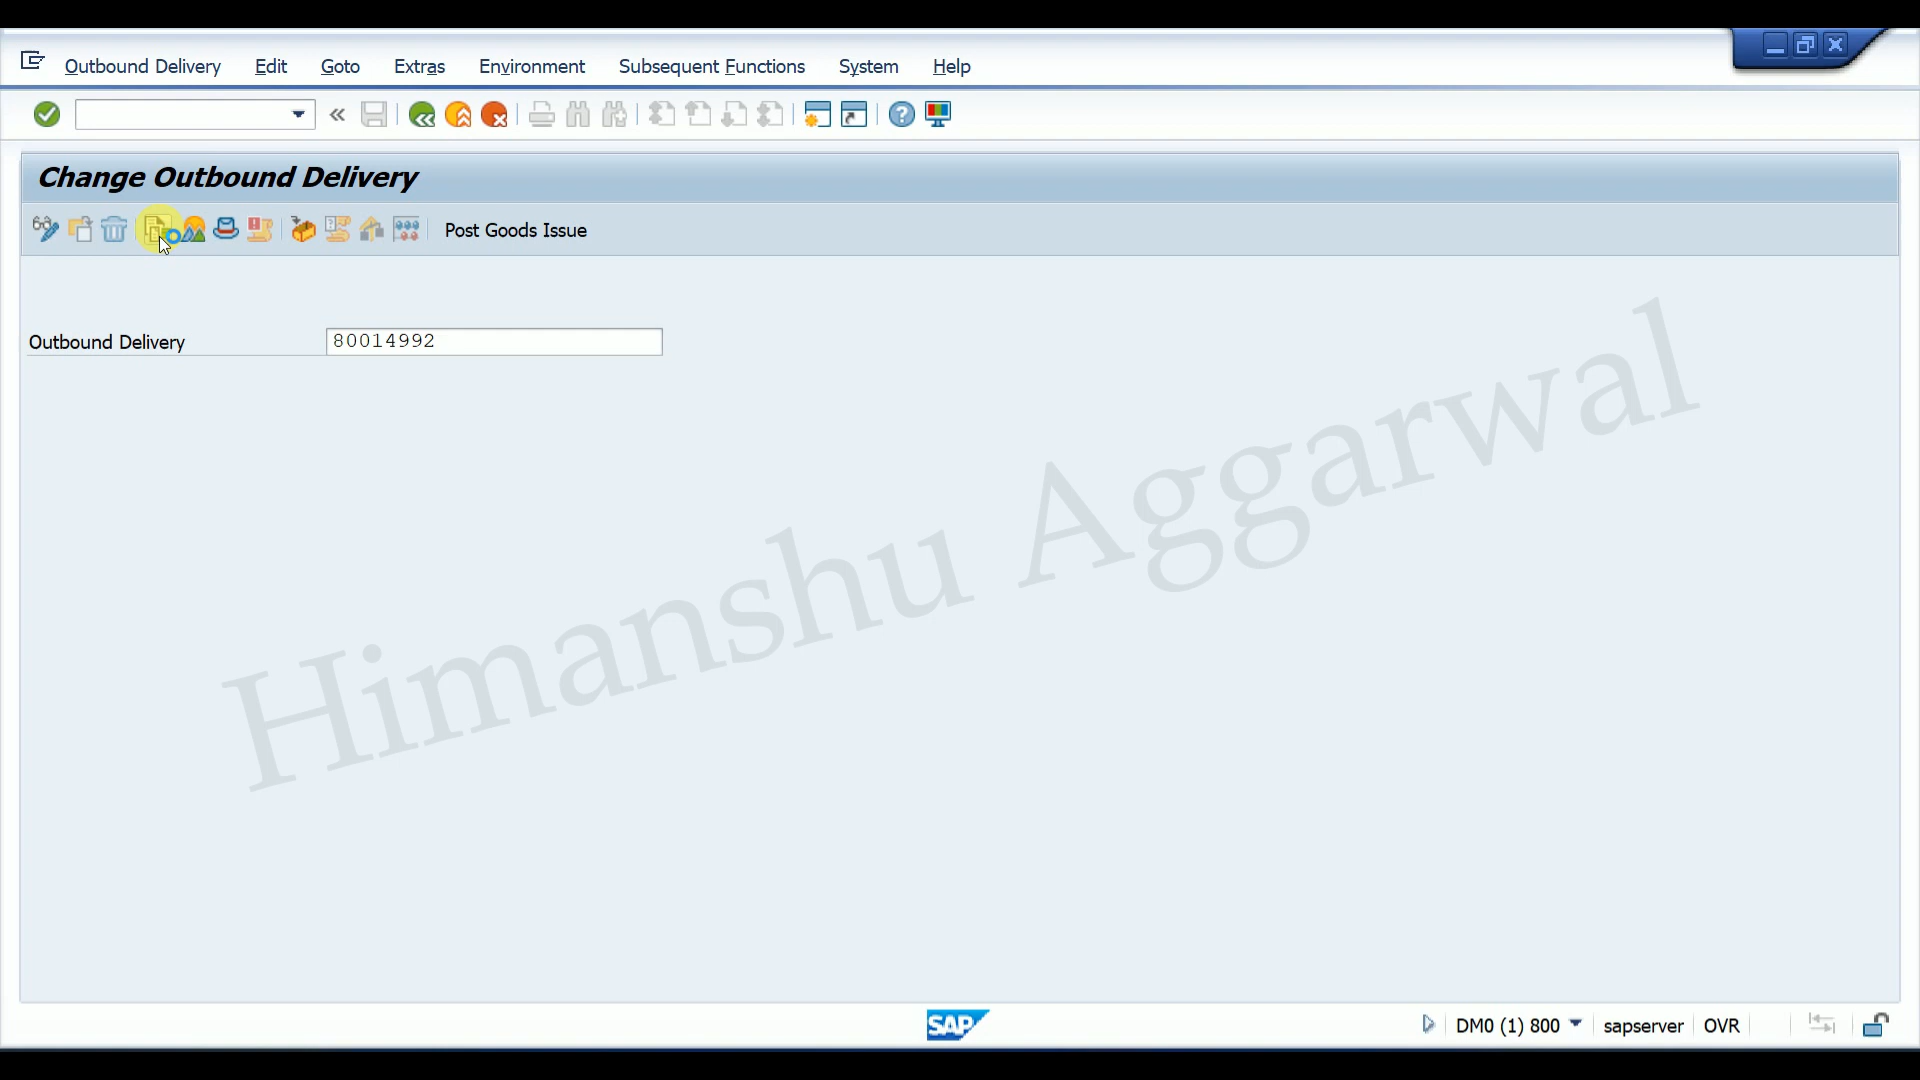 Outbound Delivery Edit Goto Extras Environment Subsequent Functions System Help
Change Outbound Delivery
Post Goods Issue
Outbound Delivery 80014992
Himanshu Aggarwal
SAP
DM0 (1) 800 sapserver OVR